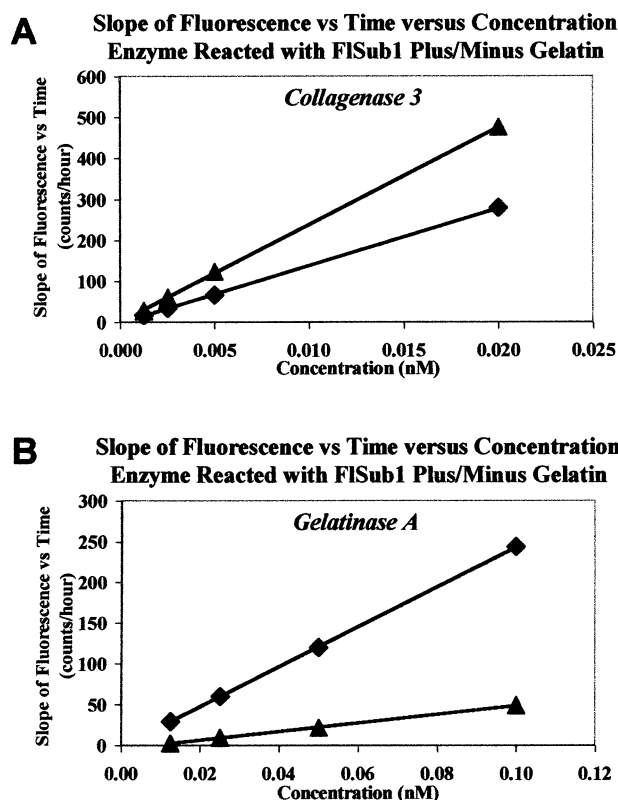 A
Slope of Fluorescence vs Time versus Concentration
Enzyme Reacted with FlSub1 Plus/Minus Gelatin
Collagenase 3
Slope of Fluorescence vs Time
(counts/hour)
600
500
400
300
200
100
0
0.000 0.005 0.010 0.015 0.020 0.025
Concentration (nM)
B
Slope of Fluorescence vs Time versus Concentration
Enzyme Reacted with FlSub1 Plus/Minus Gelatin
Gelatinase A
Slope of Fluorescence vs Time
(counts/hour)
300
250
200
150
100
50
0
0.00 0.02 0.04 0.06 0.08 0.10 0.12
Concentration (nM)